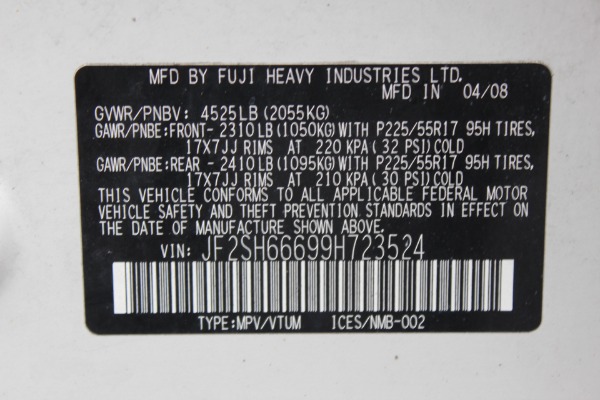 MFD BY FUJI HEAVY INDUSTRIES LTD.
MFD IN 04/08
GVWR/PNBV: 4525LB(2055KG)
GAWR/PNBE:FRONT- 2310LB(1050KG)WITH P225/55R17 95H TIRES,
17X7JJ RIMS AT 220 KPA(32 PSI)COLD
GAWR/PNBE:REAR - 2410LB(1095KG)WITH P225/55R17 95H TIRES,
17X7JJ RIMS AT 210 KPA(30 PSI)COLD
THIS VEHICLE CONFORMS TO ALL APPLICABLE FEDERAL MOTOR
VEHICLE SAFETY AND THEFT PREVENTION STANDARDS IN EFFECT ON
THE DATE OF MANUFACTURE SHOWN ABOVE.
VIN: JF2SH66699H723524
TYPE:MPV/VTUM ICES/NMB-002